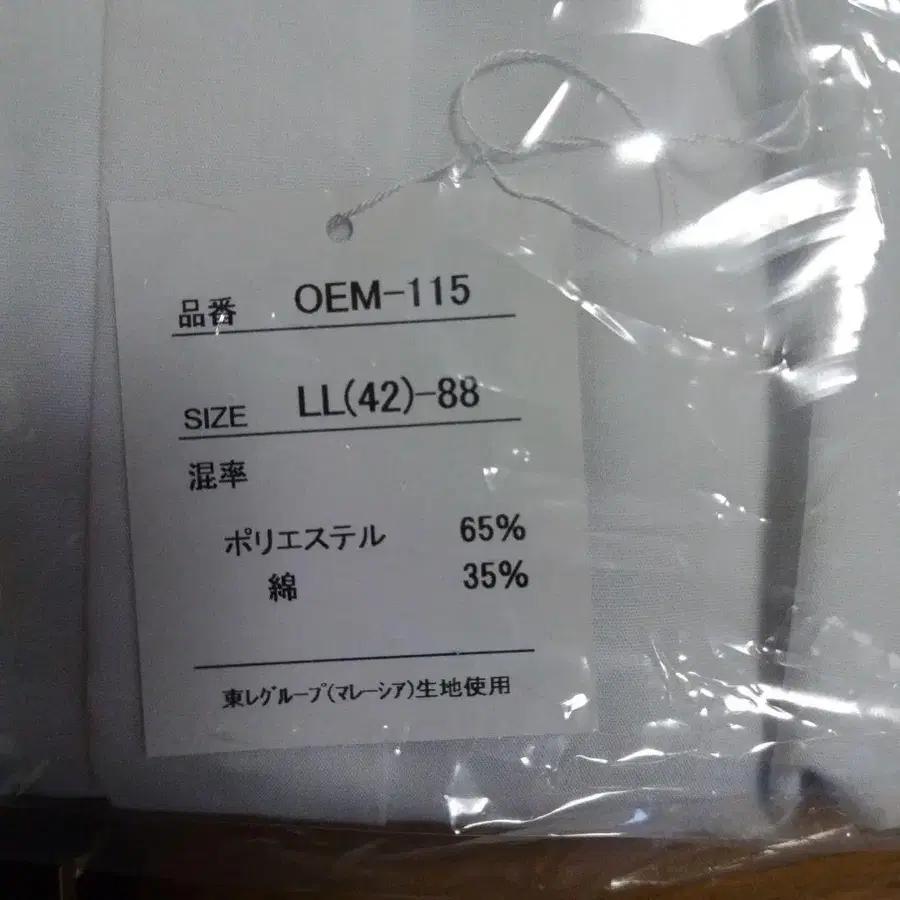 品番 OEM-115
SIZE LL(42)-88
混率
ポリエステル 65%
綿 35%
東レグループ(マレーシア)生地使用